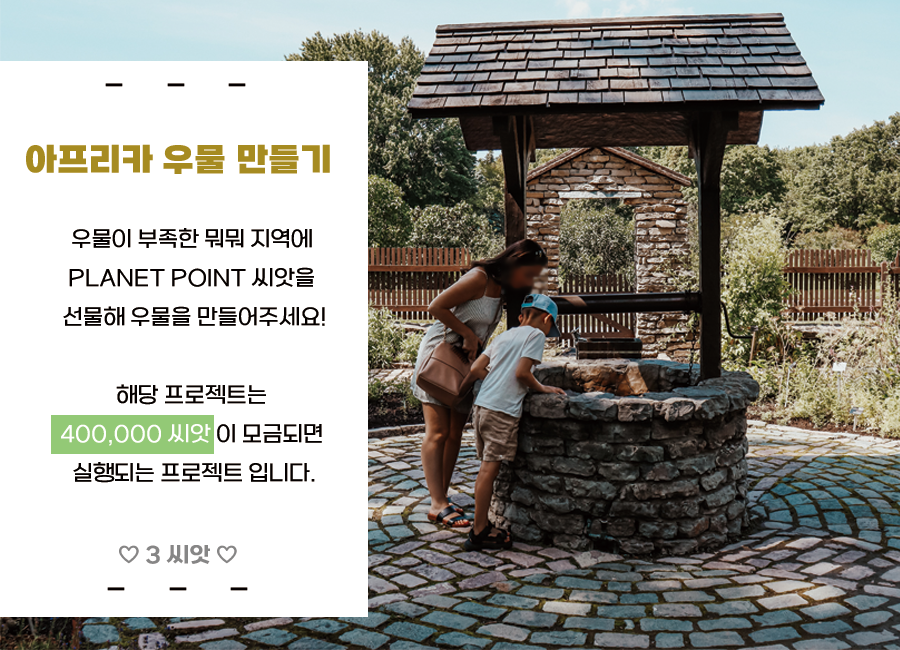 아프리카 우물 만들기
우물이 부족한 뭐뭐 지역에
PLANET POINT 씨앗을
선물해 우물을 만들어주세요!
해당 프로젝트는
400,000 씨앗이 모금되면
실행되는 프로젝트 입니다.
♡ 3 씨앗 ♡